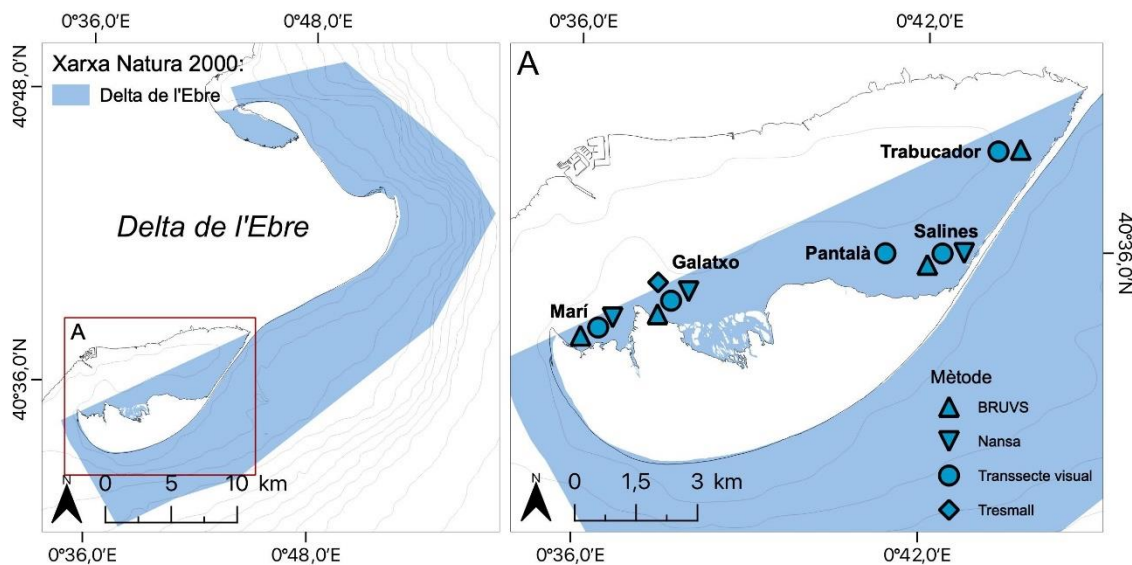 0°36,0'E
0°48,0'E
0°36,0'E
0°42,0'E
Xarxa Natura 2000:
Delta de l'Ebre
40°48,0'N
Delta de l'Ebre
A
40°36,0'N
N
0 5 10 km
0°36,0'E
0°48,0'E
A
Trabucador
Salines
Pantalà
Galatxo
Marí
40°36,0'N
Mètode
BRUVS
Nansa
Transsecte visual
Tresmall
N
0 1,5 3 km
0°36,0'E
0°42,0'E